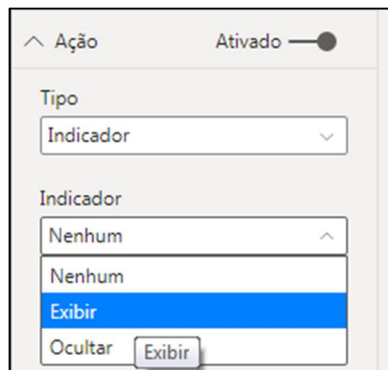 Ação Ativado
Tipo
Indicador
Indicador
Nenhum
Nenhum
Exibir
Ocultar Exibir